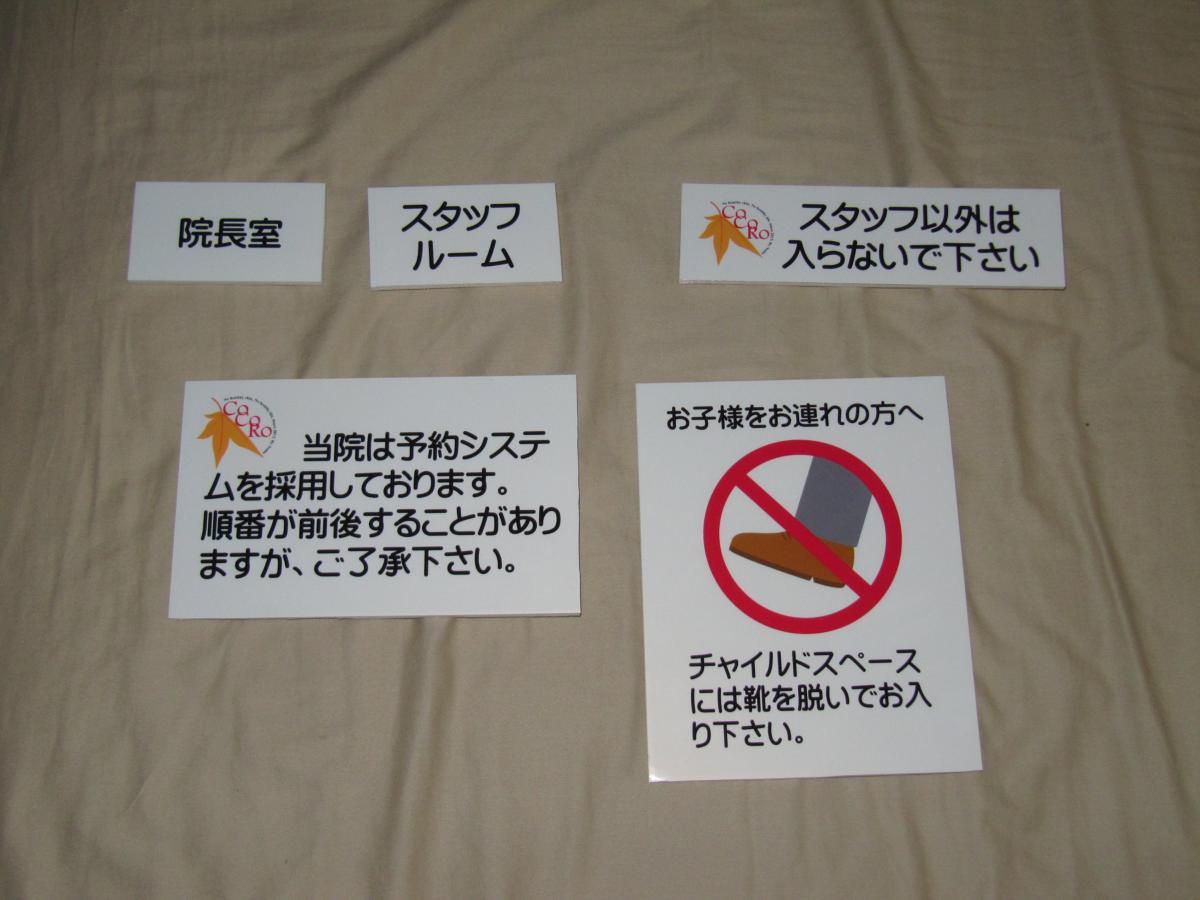 院長室
スタッフ
ルーム
CaCoRo
スタッフ以外は
入らないで下さい
CaCoRo
当院は予約システ
ムを採用しております。
順番が前後することがあり
ますが、ご了承下さい。
お子様をお連れの方へ
チャイルドスペース
には靴を脱いでお入
り下さい。